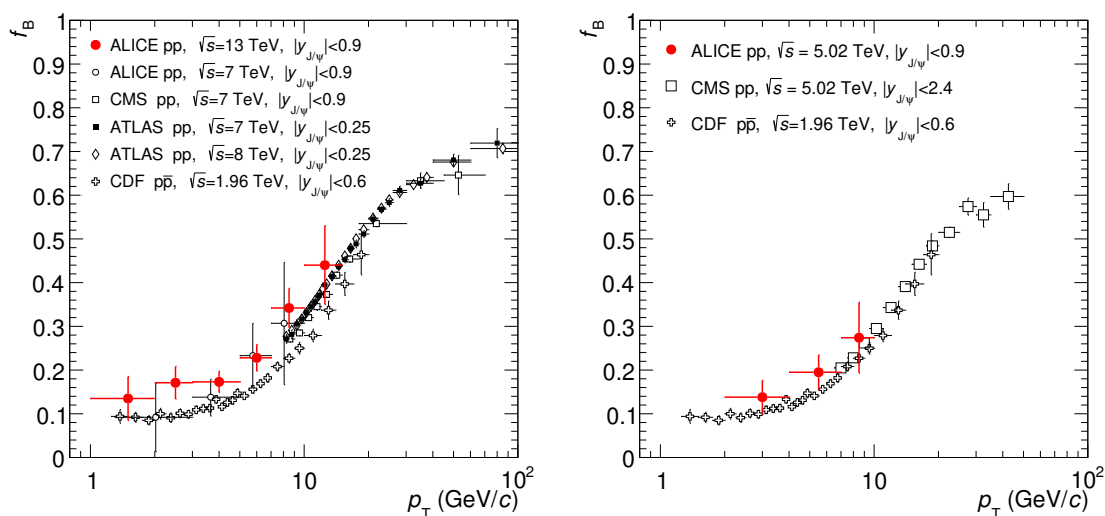 f_B
ALICE pp, √s=13 TeV, |y_J/ψ|<0.9
ALICE pp, √s=7 TeV, |y_J/ψ|<0.9
CMS pp, √s=7 TeV, |y_J/ψ|<0.9
ATLAS pp, √s=7 TeV, |y_J/ψ|<0.25
ATLAS pp, √s=8 TeV, |y_J/ψ|<0.25
CDF pp̅, √s=1.96 TeV, |y_J/ψ|<0.6
1
0.9
0.8
0.7
0.6
0.5
0.4
0.3
0.2
0.1
0
1
10
10²
p_T (GeV/c)
f_B
ALICE pp, √s = 5.02 TeV, |y_J/ψ|<0.9
CMS pp, √s = 5.02 TeV, |y_J/ψ|<2.4
CDF pp̅, √s=1.96 TeV, |y_J/ψ|<0.6
1
0.9
0.8
0.7
0.6
0.5
0.4
0.3
0.2
0.1
0
1
10
10²
p_T (GeV/c)